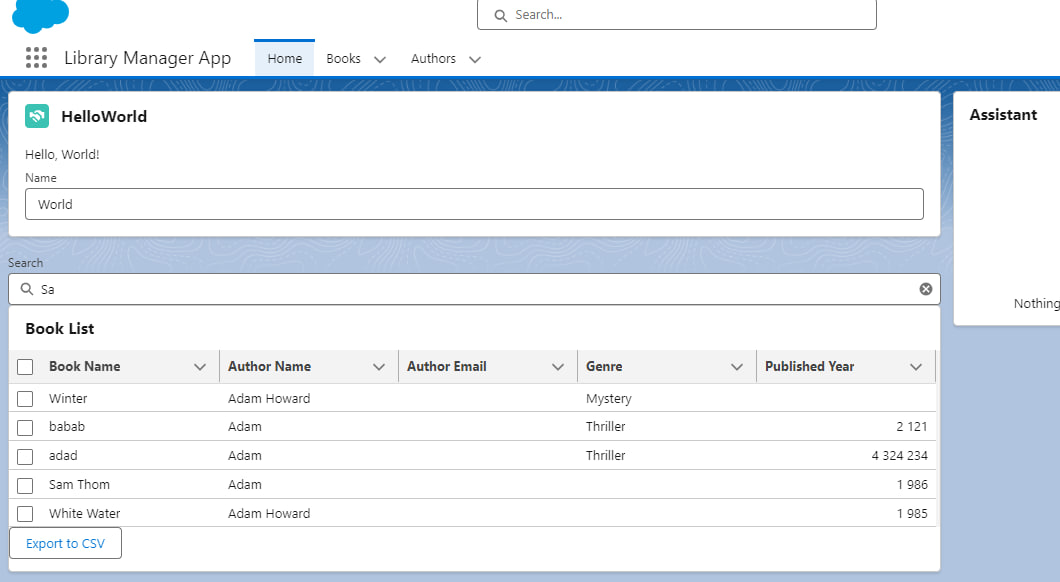 Search...
Library Manager App Home Books Authors
HelloWorld
Hello, World!
Name
World
Assistant
Nothing
Search
Sa
Book List
Book Name Author Name Author Email Genre Published Year
Winter Adam Howard Mystery
babab Adam Thriller 2 121
adad Adam Thriller 4 324 234
Sam Thom Adam 1 986
White Water Adam Howard 1 985
Export to CSV